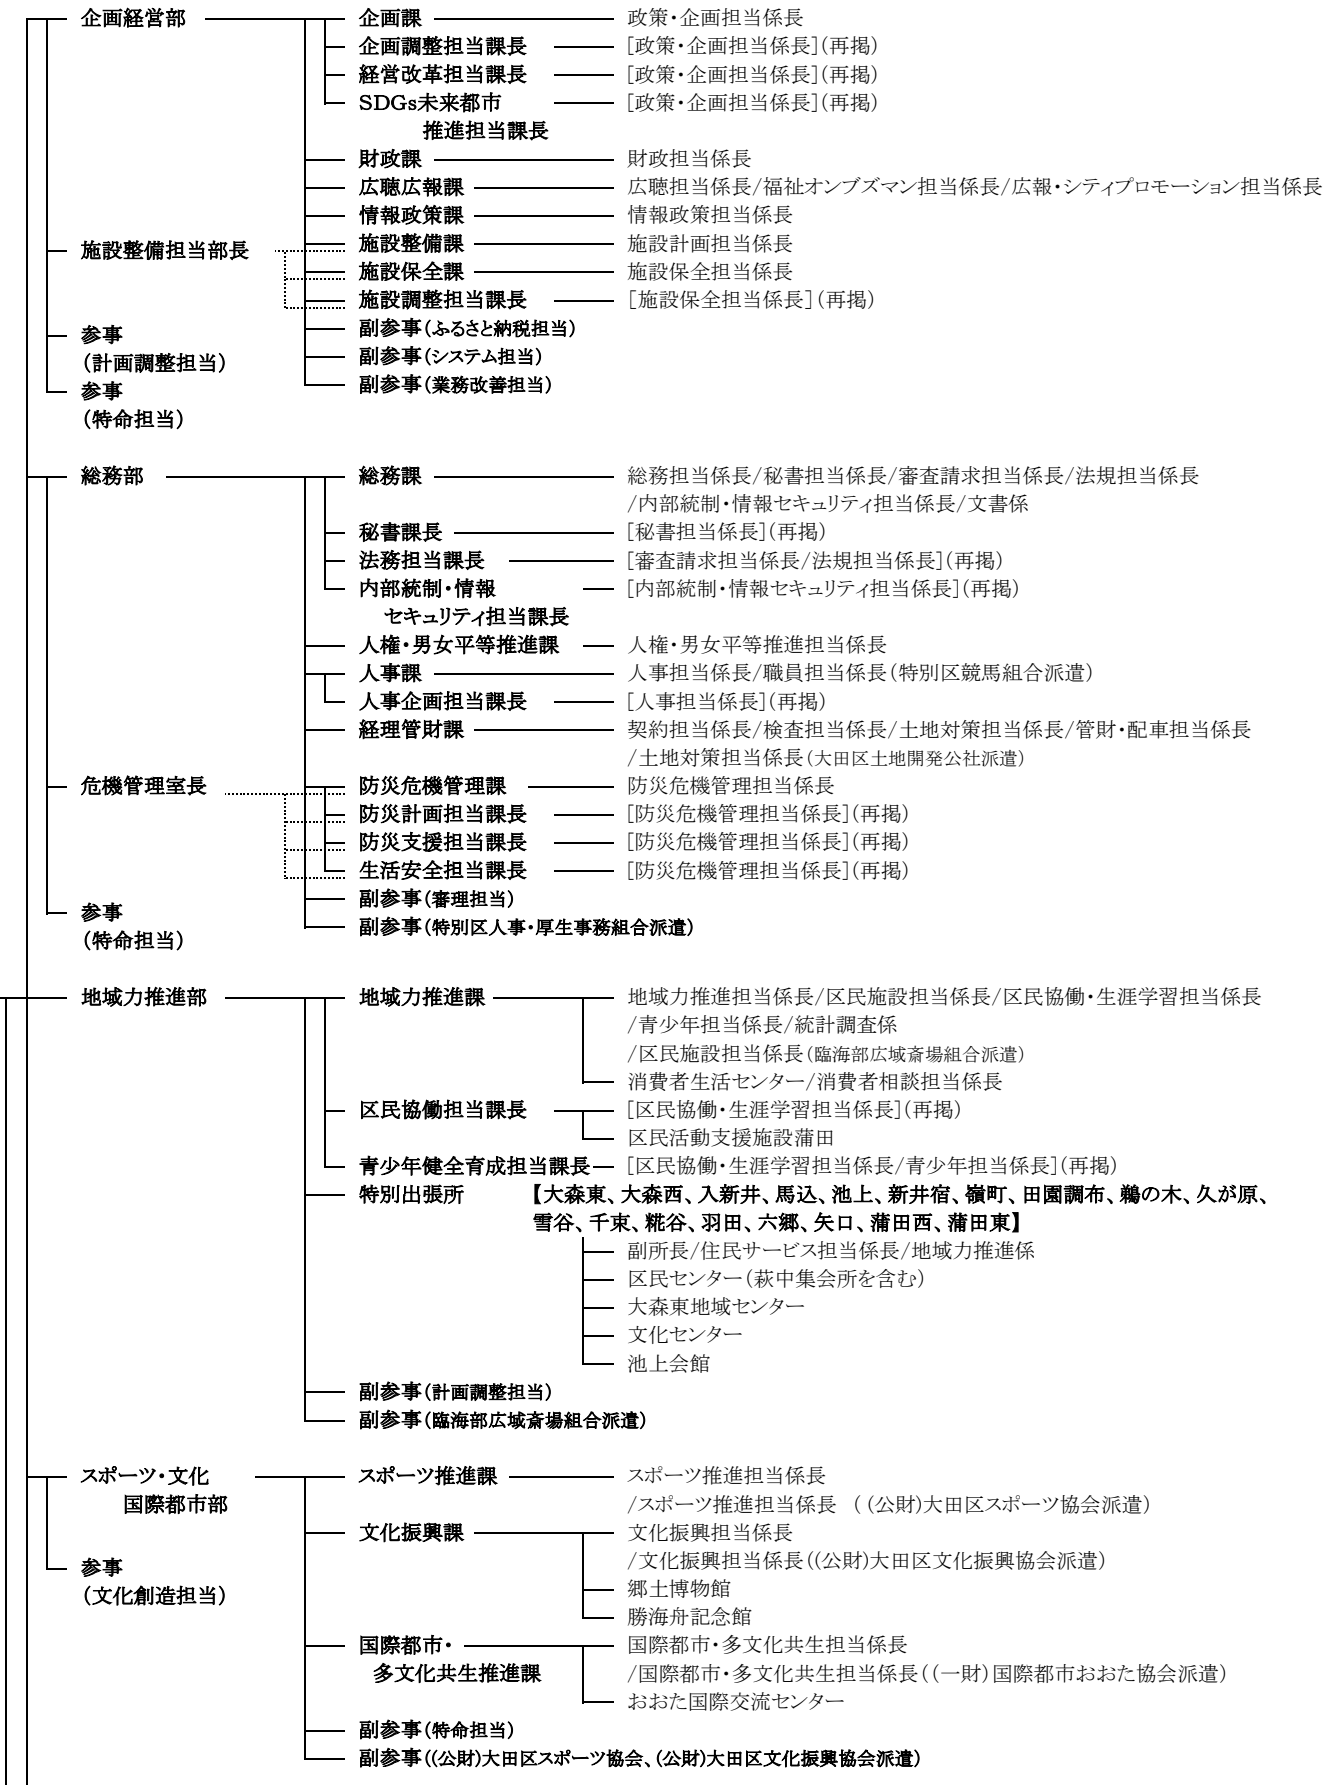 企画経営部 企画課 政策・企画担当係長
企画調整担当課長 [政策・企画担当係長](再掲)
経営改革担当課長 [政策・企画担当係長](再掲)
SDGs未来都市 [政策・企画担当係長](再掲)
推進担当課長
財政課 財政担当係長
広聴広報課 広聴担当係長/福祉オンブズマン担当係長/広報・シティプロモーション担当係長
情報政策課 情報政策担当係長
施設整備担当部長 施設整備課 施設計画担当係長
施設保全課 施設保全担当係長
施設調整担当課長 [施設保全担当係長](再掲)
参事 副参事(ふるさと納税担当)
(計画調整担当) 副参事(システム担当)
参事 副参事(業務改善担当)
(特命担当)
総務部 総務課 総務担当係長/秘書担当係長/審査請求担当係長/法規担当係長
/内部統制・情報セキュリティ担当係長/文書係
秘書課長 [秘書担当係長](再掲)
法務担当課長 [審査請求担当係長/法規担当係長](再掲)
内部統制・情報 [内部統制・情報セキュリティ担当係長](再掲)
セキュリティ担当課長
人権・男女平等推進課 人権・男女平等推進担当係長
人事課 人事担当係長/職員担当係長(特別区競馬組合派遣)
人事企画担当課長 [人事担当係長](再掲)
経理管財課 契約担当係長/検査担当係長/土地対策担当係長/管財・配車担当係長
/土地対策担当係長(大田区土地開発公社派遣)
危機管理室長 防災危機管理課 防災危機管理担当係長
防災計画担当課長 [防災危機管理担当係長](再掲)
防災支援担当課長 [防災危機管理担当係長](再掲)
生活安全担当課長 [防災危機管理担当係長](再掲)
参事 副参事(審理担当)
(特命担当) 副参事(特別区人事・厚生事務組合派遣)
地域力推進部 地域力推進課 地域力推進担当係長/区民施設担当係長/区民協働・生涯学習担当係長
/青少年担当係長/統計調査係
/区民施設担当係長(臨海部広域斎場組合派遣)
消費者生活センター/消費者相談担当係長
区民協働担当課長 [区民協働・生涯学習担当係長](再掲)
区民活動支援施設蒲田
青少年健全育成担当課長 [区民協働・生涯学習担当係長/青少年担当係長](再掲)
特別出張所 【大森東、大森西、入新井、馬込、池上、新井宿、嶺町、田園調布、鵜の木、久が原、
雪谷、千束、糀谷、羽田、六郷、矢口、蒲田西、蒲田東】
副所長/住民サービス担当係長/地域力推進係
区民センター(萩中集会所を含む)
大森東地域センター
文化センター
池上会館
副参事(計画調整担当)
副参事(臨海部広域斎場組合派遣)
スポーツ・文化 スポーツ推進課 スポーツ推進担当係長
国際都市部 /スポーツ推進担当係長 ((公財)大田区スポーツ協会派遣)
文化振興課 文化振興担当係長
参事 /文化振興担当係長((公財)大田区文化振興協会派遣)
(文化創造担当) 郷土博物館
勝海舟記念館
国際都市・ 国際都市・多文化共生担当係長
多文化共生推進課 /国際都市・多文化共生担当係長((一財)国際都市おおた協会派遣)
おおた国際交流センター
副参事(特命担当)
副参事((公財)大田区スポーツ協会、(公財)大田区文化振興協会派遣)